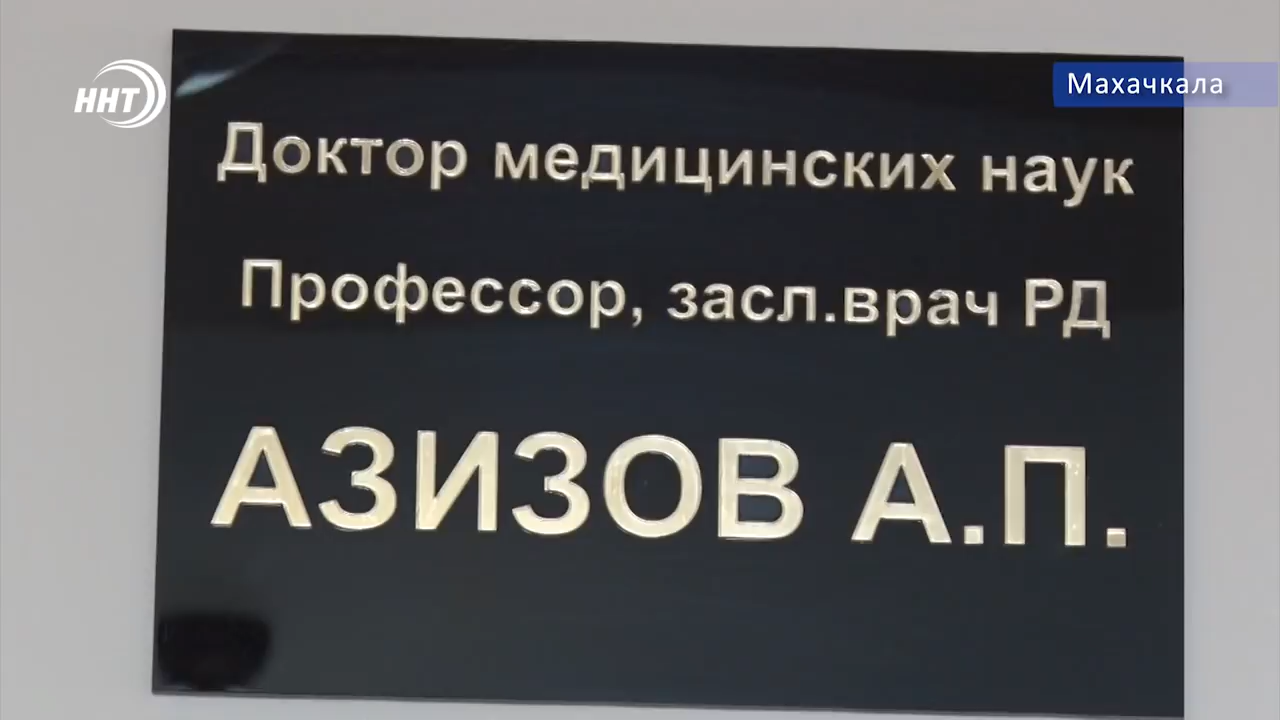 ННТ
Махачкала
Доктор медицинских наук
Профессор, засл.врач РД
АЗИЗОВ А.П.